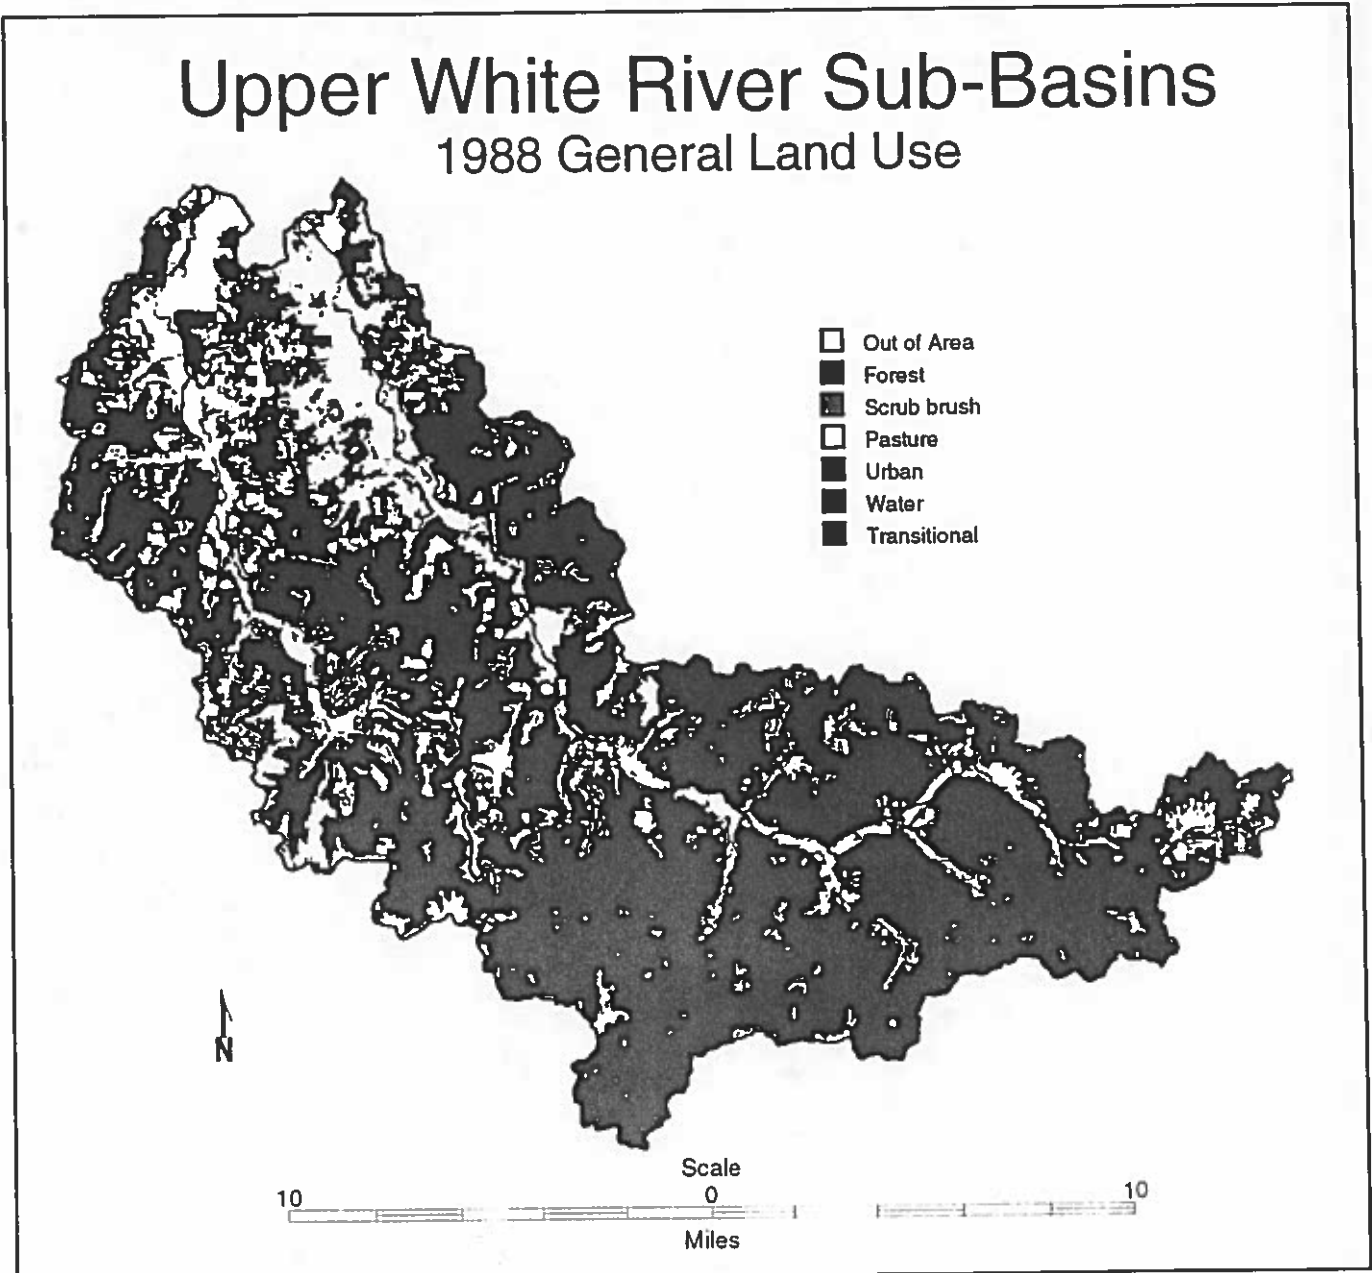 Upper White River Sub-Basins
1988 General Land Use
Out of Area
Forest
Scrub brush
Pasture
Urban
Water
Transitional
N
Scale
10 0 10
Miles